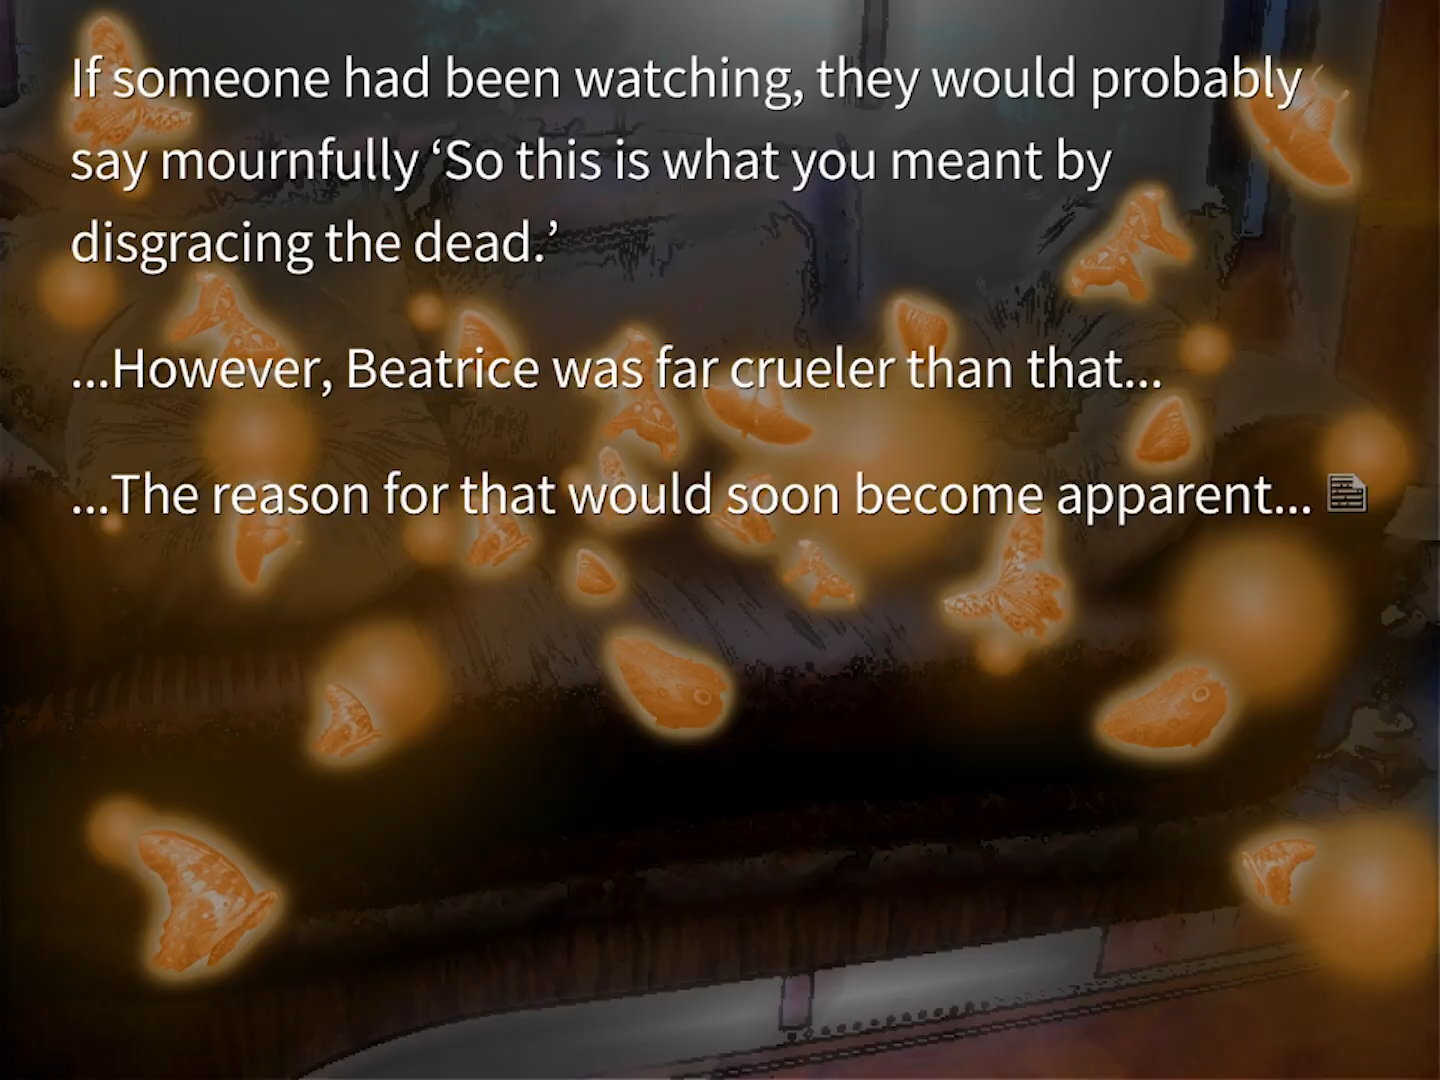 If someone had been watching, they would probably
say mournfully ‘So this is what you meant by
disgracing the dead.’
...However, Beatrice was far crueler than that...
...The reason for that would soon become apparent...